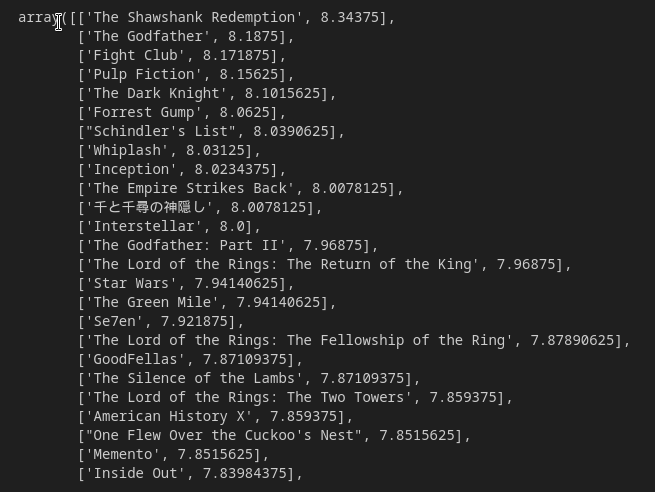 array([['The Shawshank Redemption', 8.34375],
['The Godfather', 8.1875],
['Fight Club', 8.171875],
['Pulp Fiction', 8.15625],
['The Dark Knight', 8.1015625],
['Forrest Gump', 8.0625],
["Schindler's List", 8.0390625],
['Whiplash', 8.03125],
['Inception', 8.0234375],
['The Empire Strikes Back', 8.0078125],
['千と千尋の神隠し', 8.0078125],
['Interstellar', 8.0],
['The Godfather: Part II', 7.96875],
['The Lord of the Rings: The Return of the King', 7.96875],
['Star Wars', 7.94140625],
['The Green Mile', 7.94140625],
['Se7en', 7.921875],
['The Lord of the Rings: The Fellowship of the Ring', 7.87890625],
['GoodFellas', 7.87109375],
['The Silence of the Lambs', 7.87109375],
['The Lord of the Rings: The Two Towers', 7.859375],
['American History X', 7.859375],
["One Flew Over the Cuckoo's Nest", 7.8515625],
['Memento', 7.8515625],
['Inside Out', 7.83984375],